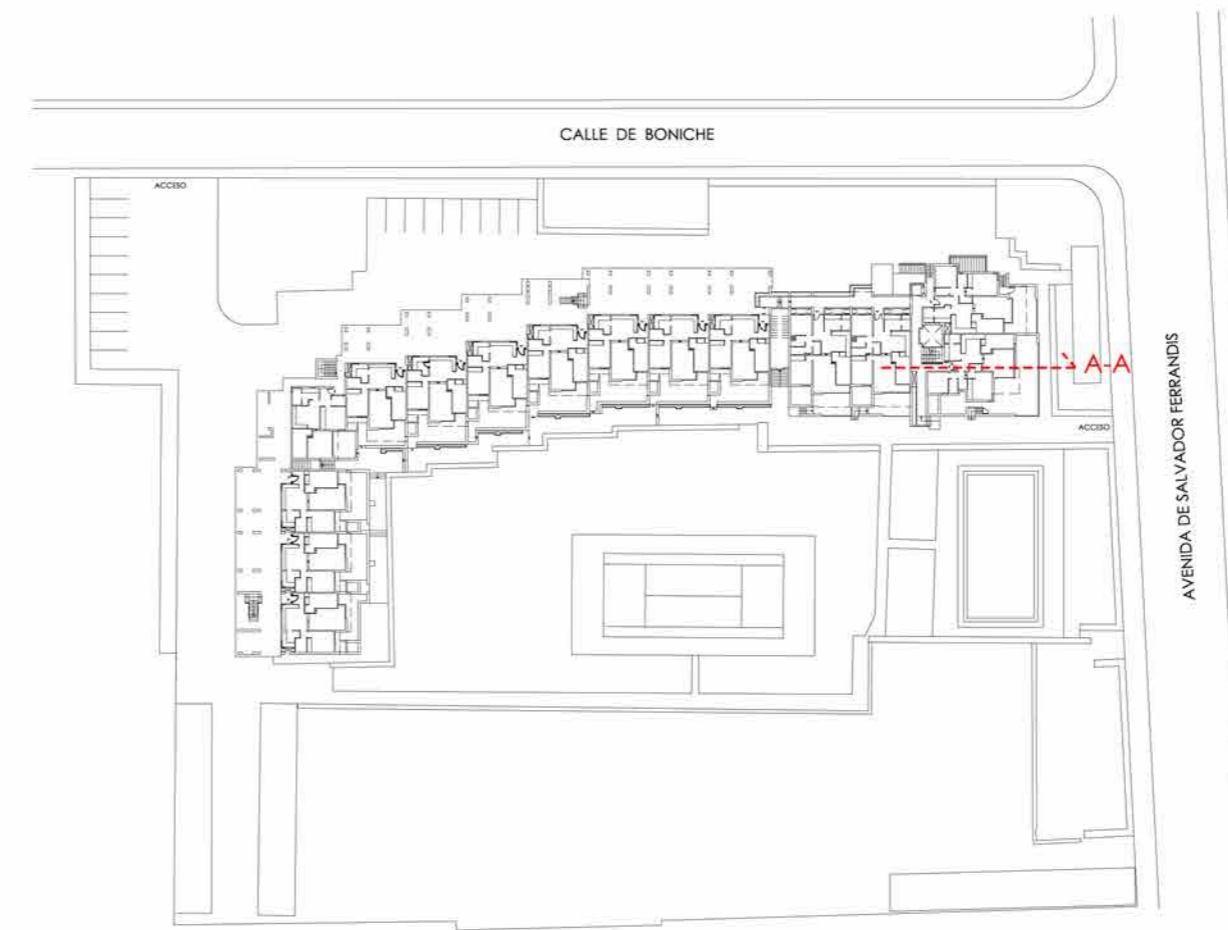 CALLE DE BONICHE
ACCESO
A-A
ACCESO
AVENIDA DE SALVADOR FERRANDIS